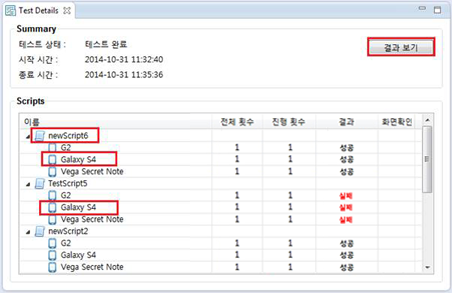 Test Details
Summary
테스트 상태 : 테스트 완료
결과 보기
시작 시간 : 2014-10-31 11:32:40
종료 시간 : 2014-10-31 11:35:36
Scripts
이름 전체 횟수 진행 횟수 결과 화면확인
newScript6
G2 1 1 성공
Galaxy S4 1 1 성공
Vega Secret Note 1 1 성공
TestScript5
G2 1 1 실패
Galaxy S4 1 1 실패
Vega Secret Note 1 1 실패
newScript2
G2 1 1 성공
Galaxy S4 1 1 성공
Vega Secret Note 1 1 성공